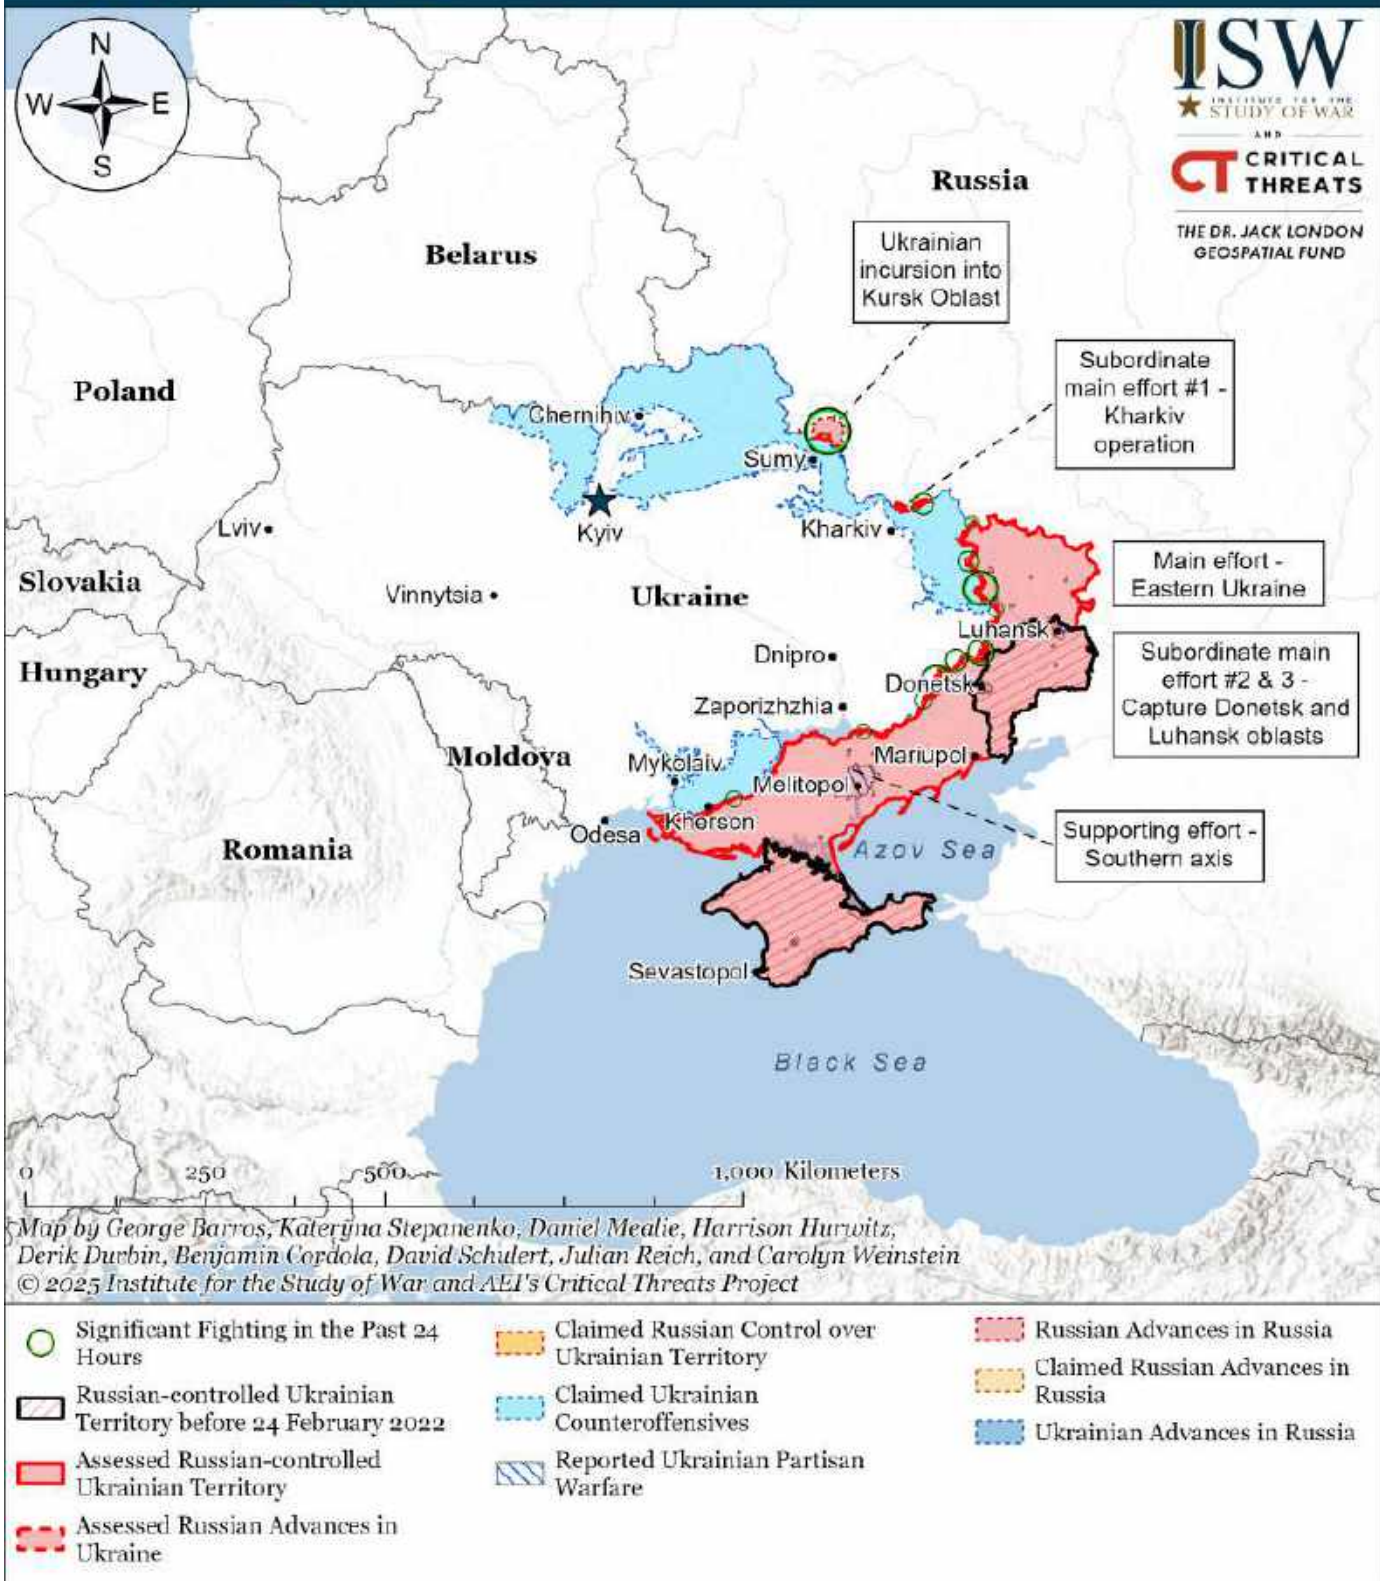 N
W
E
S
ISW
INSTITUTE FOR THE
STUDY OF WAR
AND
CT CRITICAL
THREATS
THE DR. JACK LONDON
GEOSPATIAL FUND
Russia
Belarus
Ukrainian
incursion into
Kursk Oblast
Subordinate
main effort #1 -
Kharkiv
operation
Poland
Chernihiv
Sumy
Lviv
Kyiv
Kharkiv
Main effort -
Eastern Ukraine
Slovakia
Vinnytsia
Ukraine
Luhansk
Hungary
Dnipro
Donetsk
Subordinate main
effort #2 & 3 -
Capture Donetsk and
Luhansk oblasts
Zaporizhzhia
Moldova
Mykolaiv
Mariupol
Melitopol
Odesa
Kherson
Romania
Azov Sea
Supporting effort -
Southern axis
Sevastopol
Black Sea
0 250 500 1,000 Kilometers
Map by George Barros, Kateryna Stepanenko, Daniel Mealie, Harrison Hurwitz,
Derik Durbin, Benjamin Cordola, David Schulert, Julian Reich, and Carolyn Weinstein
© 2025 Institute for the Study of War and AEI's Critical Threats Project
Significant Fighting in the Past 24
Hours
Russian-controlled Ukrainian
Territory before 24 February 2022
Assessed Russian-controlled
Ukrainian Territory
Assessed Russian Advances in
Ukraine
Claimed Russian Control over
Ukrainian Territory
Claimed Ukrainian
Counteroffensives
Reported Ukrainian Partisan
Warfare
Russian Advances in Russia
Claimed Russian Advances in
Russia
Ukrainian Advances in Russia